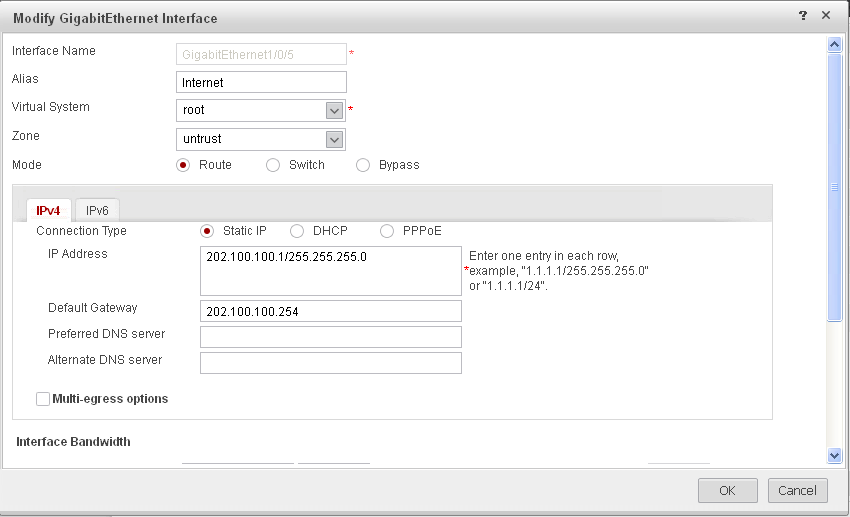 Modify GigabitEthernet Interface ? ×
Interface Name GigabitEthernet1/0/5 *
Alias Internet
Virtual System root *
Zone untrust
Mode Route Switch Bypass
IPv4 IPv6
Connection Type Static IP DHCP PPPoE
IP Address 202.100.100.1/255.255.255.0 Enter one entry in each row,
*example, "1.1.1.1/255.255.255.0"
or "1.1.1.1/24".
Default Gateway 202.100.100.254
Preferred DNS server
Alternate DNS server
Multi-egress options
Interface Bandwidth
OK Cancel